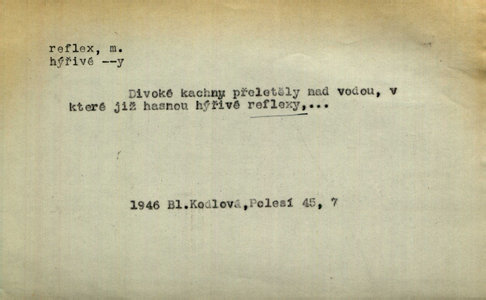 reflex, m.
hýřivé --y
Divoké kachny přeletěly nad vodou, v
které již hasnou hýřivé reflexy,...
1946 Bl.Kodlová,Polesí 45, 7